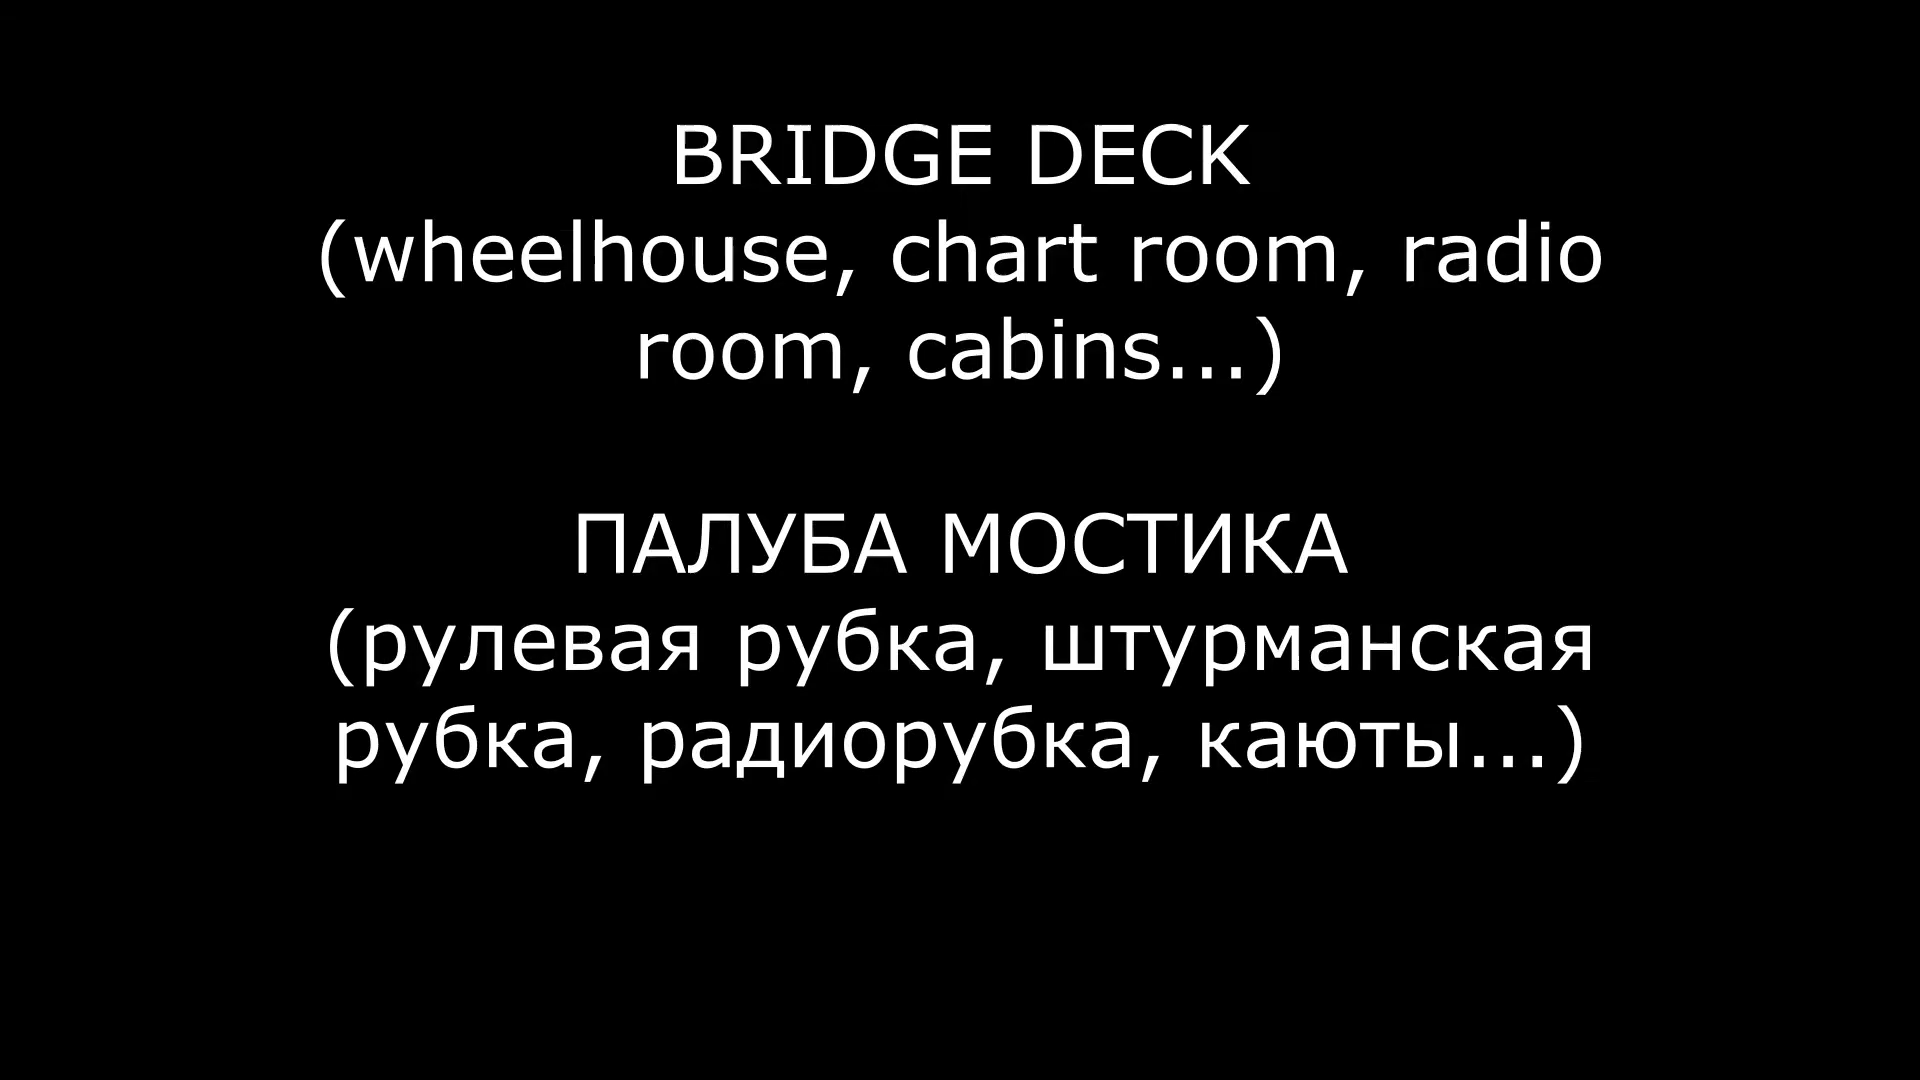 BRIDGE DECK
(wheelhouse, chart room, radio
room, cabins...)
ПАЛУБА МОСТИКА
(рулевая рубка, штурманская
рубка, радиорубка, каюты...)